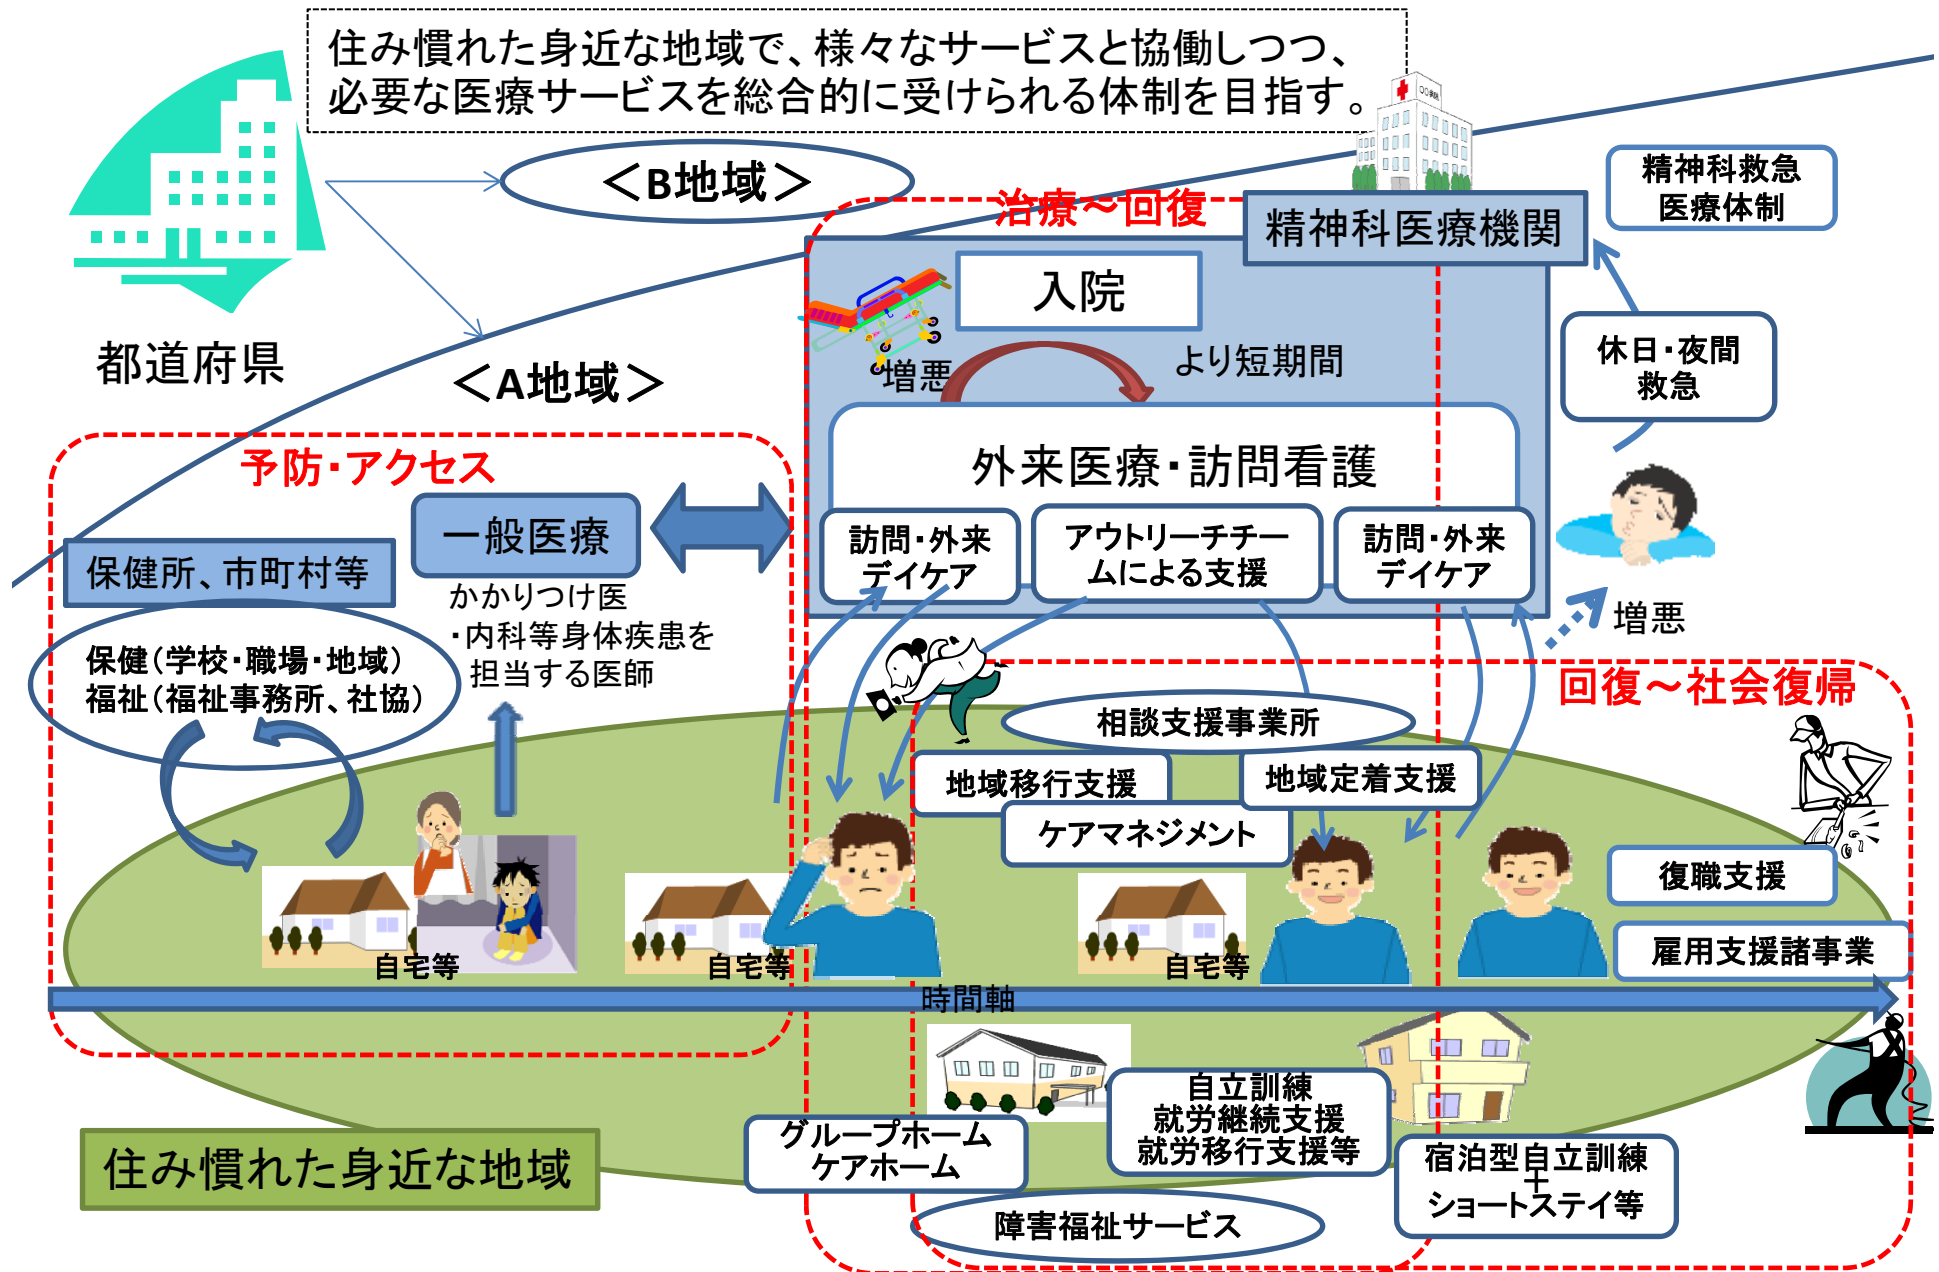 住み慣れた身近な地域で、様々なサービスと協働しつつ、
必要な医療サービスを総合的に受けられる体制を目指す。
＜B地域＞
治療～回復
精神科医療機関
精神科救急
医療体制
入院
都道府県
＜A地域＞
増悪
より短期間
休日・夜間
救急
予防・アクセス
外来医療・訪問看護
一般医療
保健所、市町村等
訪問・外来
デイケア
アウトリーチチー
ムによる支援
訪問・外来
デイケア
かかりつけ医
・内科等身体疾患を
担当する医師
増悪
保健（学校・職場・地域）
福祉（福祉事務所、社協）
回復～社会復帰
相談支援事業所
地域移行支援
地域定着支援
ケアマネジメント
復職支援
雇用支援諸事業
自宅等
自宅等
自宅等
時間軸
自立訓練
就労継続支援
就労移行支援等
グループホーム
ケアホーム
宿泊型自立訓練
＋
ショートステイ等
住み慣れた身近な地域
障害福祉サービス